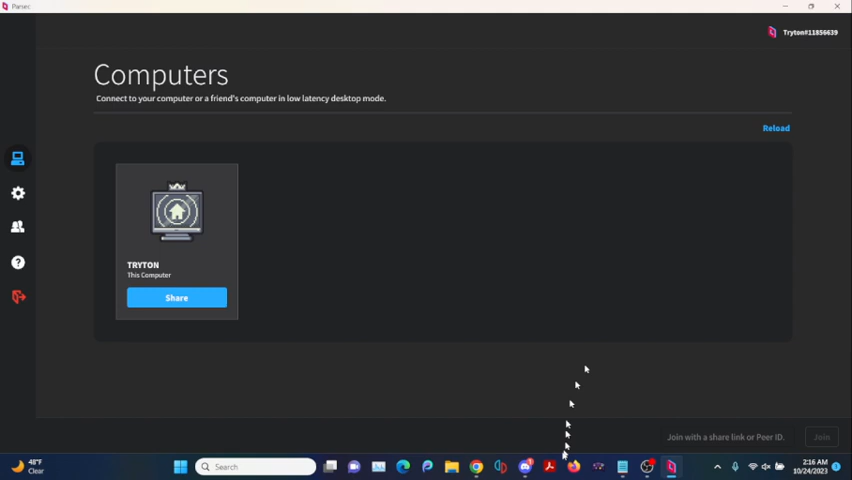 Parsec
Tryton#11856639
Computers
Connect to your computer or a friend's computer in low latency desktop mode.
Reload
TRYTON
This Computer
Share
Join with a share link or Peer ID.
Join
48°F
Clear
Search
2:16 AM
10/24/2023